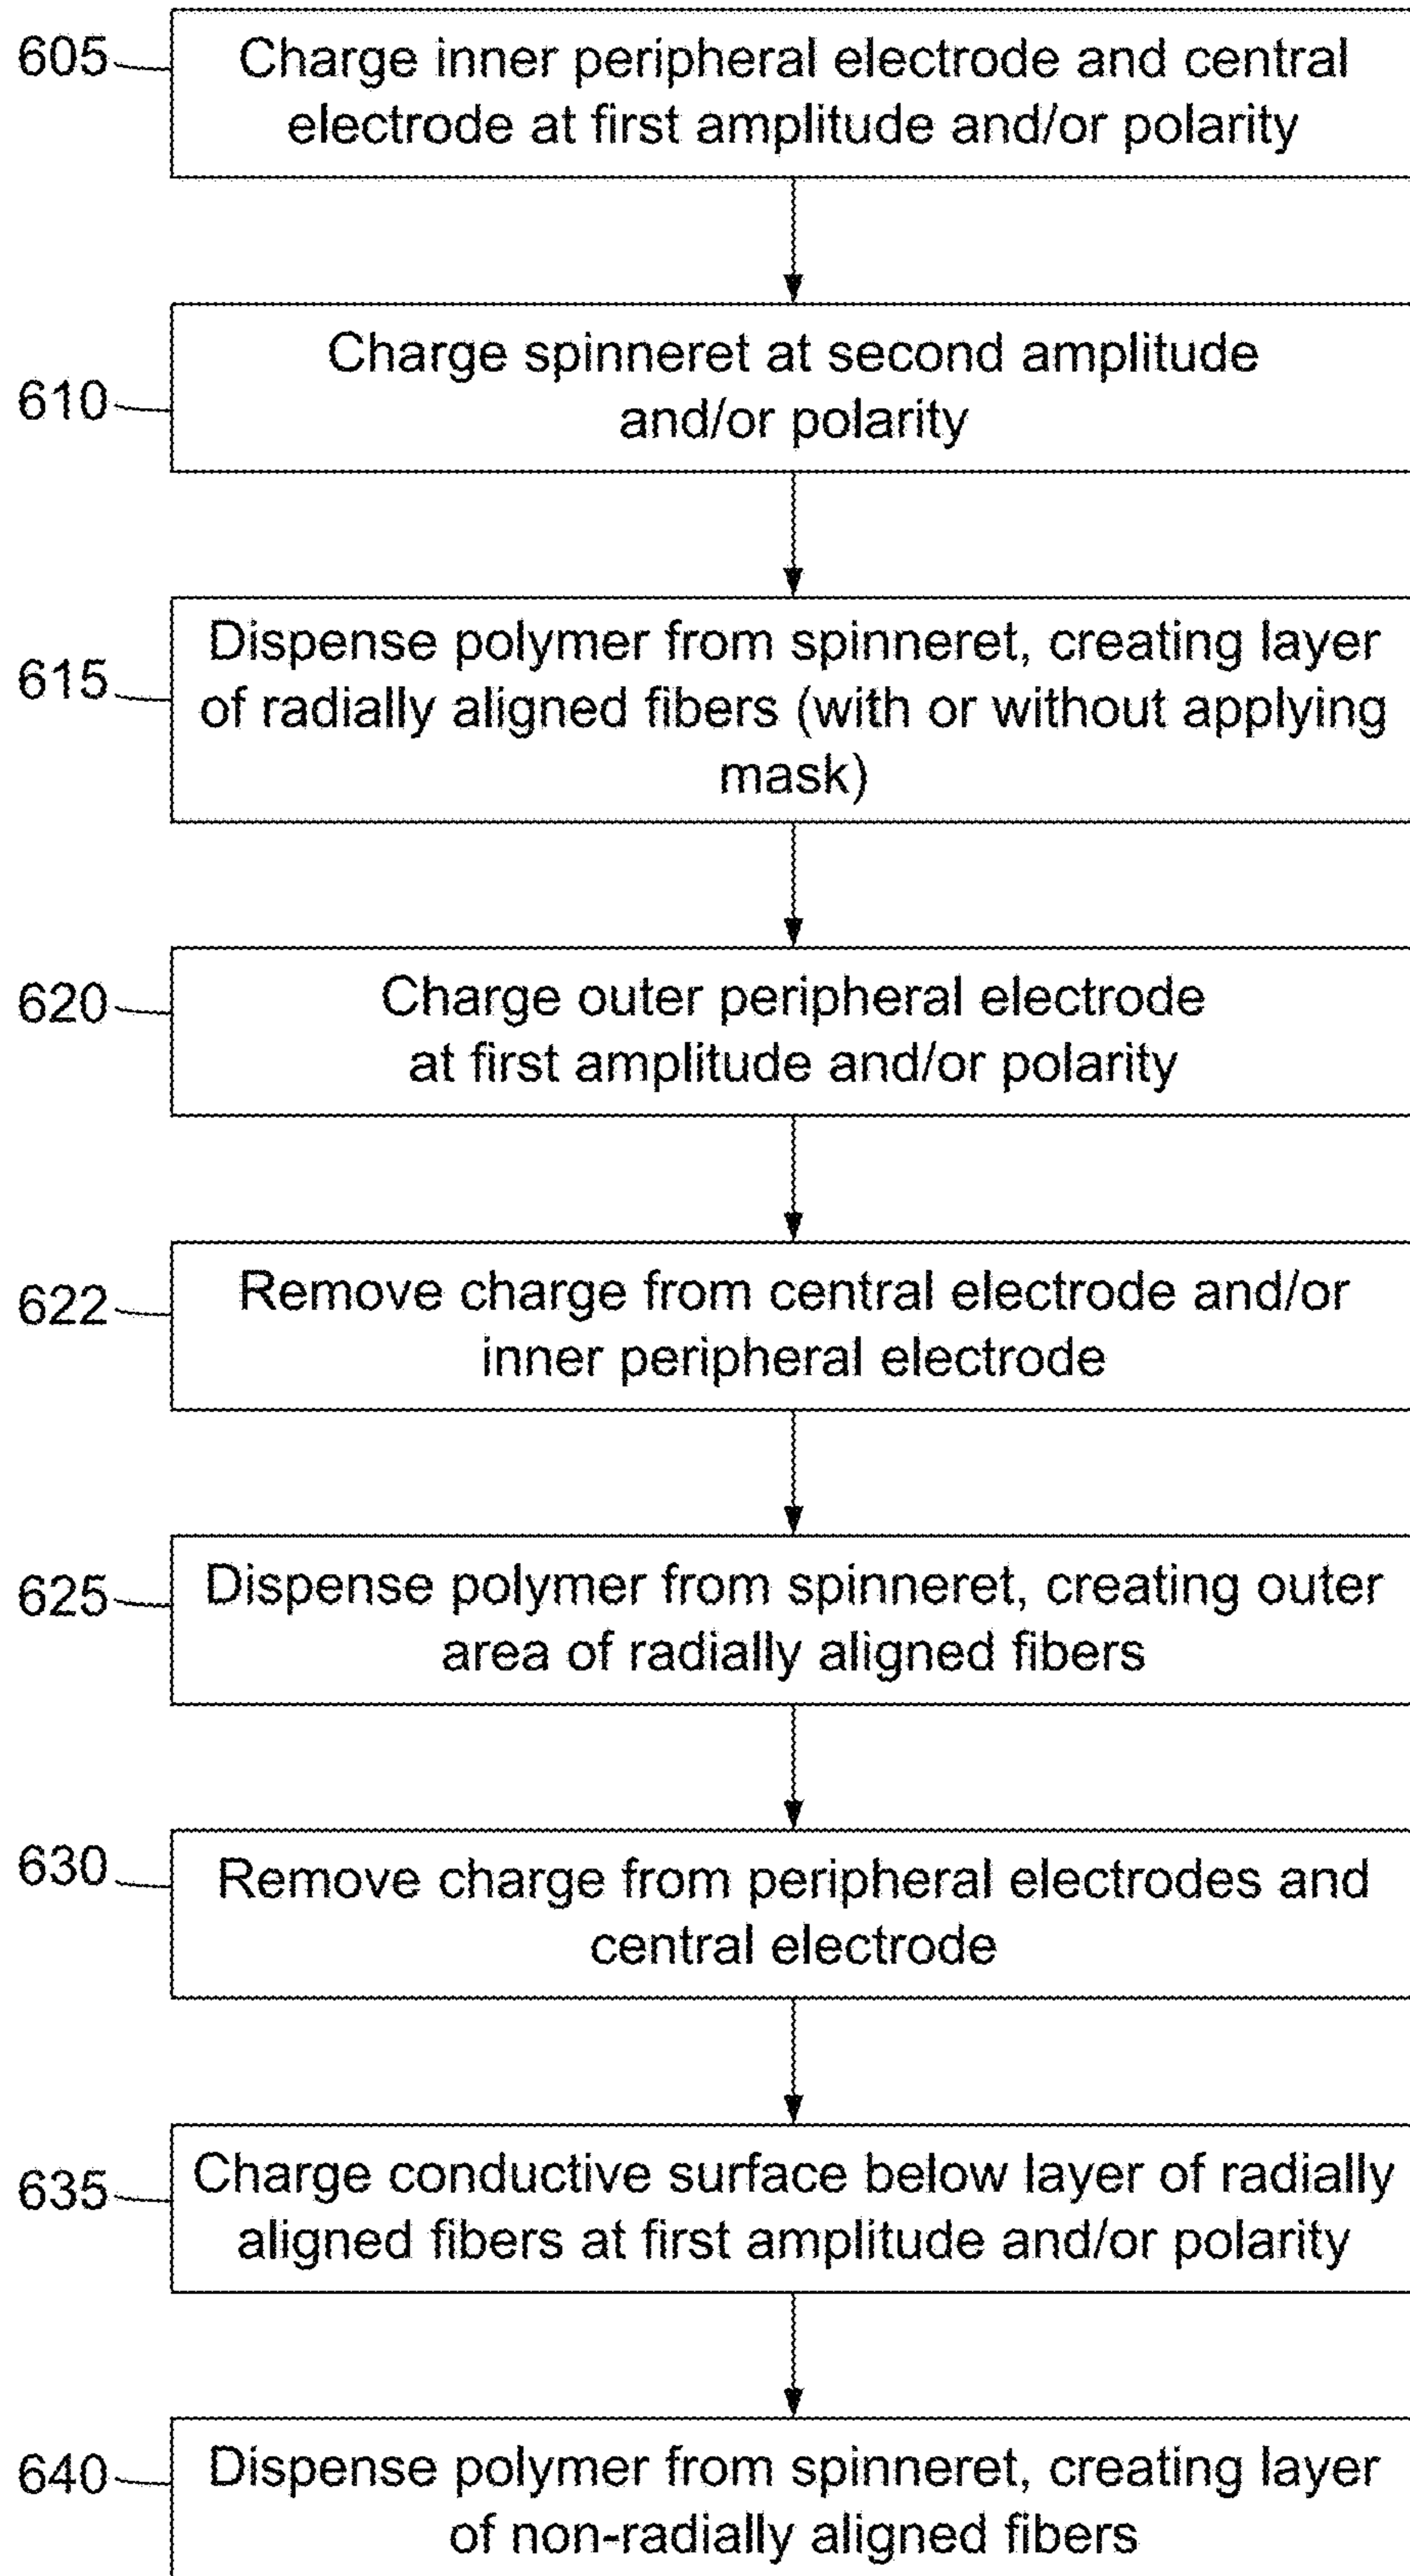 605
Charge inner peripheral electrode and central
electrode at first amplitude and/or polarity
610
Charge spinneret at second amplitude
and/or polarity
615
Dispense polymer from spinneret, creating layer
of radially aligned fibers (with or without applying
mask)
620
Charge outer peripheral electrode
at first amplitude and/or polarity
622
Remove charge from central electrode and/or
inner peripheral electrode
625
Dispense polymer from spinneret, creating outer
area of radially aligned fibers
630
Remove charge from peripheral electrodes and
central electrode
635
Charge conductive surface below layer of radially
aligned fibers at first amplitude and/or polarity
640
Dispense polymer from spinneret, creating layer
of non-radially aligned fibers